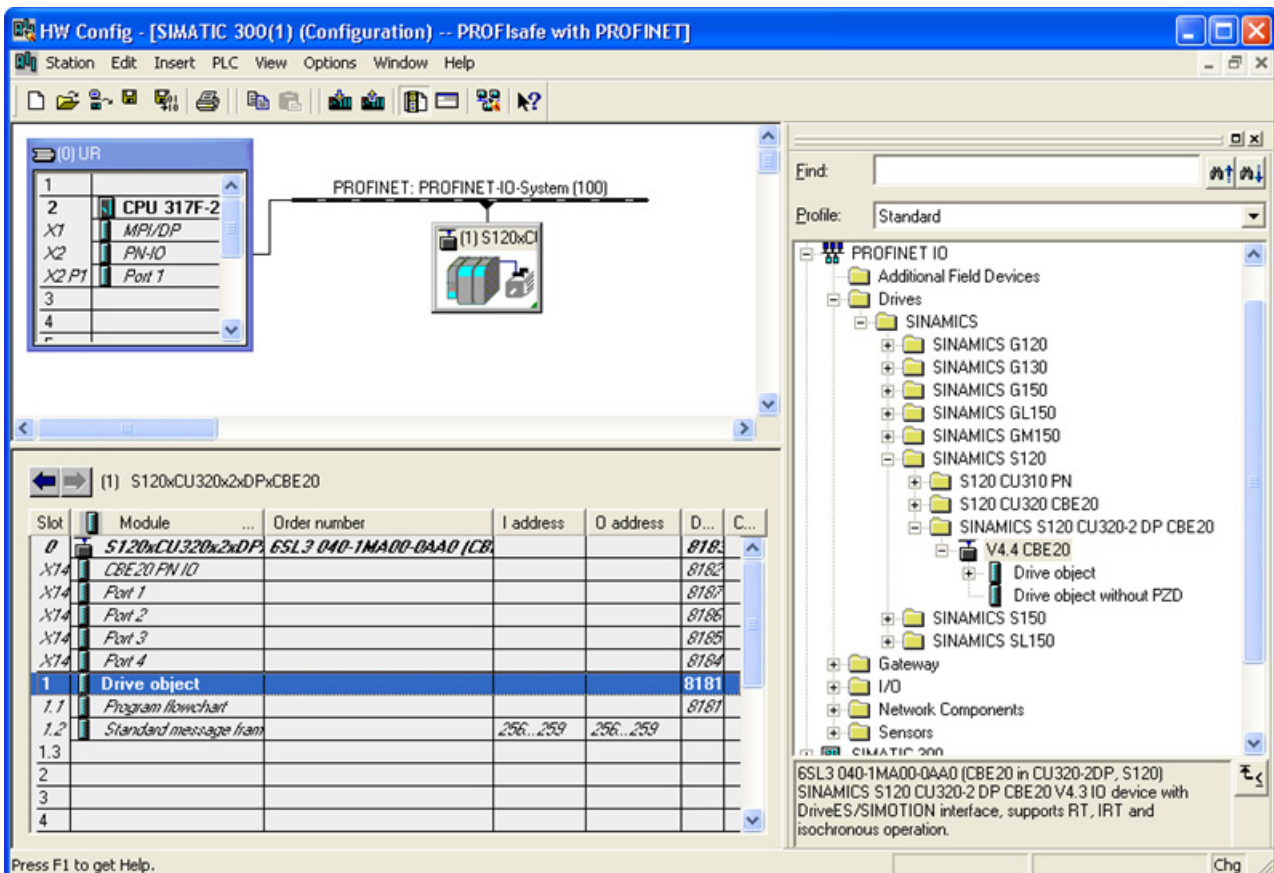 HW Config - [SIMATIC 300(1) (Configuration) -- PROFIsafe with PROFINET]
Station Edit Insert PLC View Options Window Help
(0) UR
1
2 CPU 317F-2
X1 MPI/DP
X2 PN-IO
X2 P1 Port 1
3
4
PROFINET: PROFINET-IO-System (100)
(1) S120xCU
(1) S120xCU320x2xDPxCBE20
Slot Module ... Order number I address O address D... C...
0 S120xCU320x2xDP 6SL3 040-1MA00-0AA0 (CB
X14 CBE20 PN IO 8182
X14 Port 1 8187
X14 Port 2 8186
X14 Port 3 8185
X14 Port 4 8184
1 Drive object 8181
1.1 Program flowchart 8181
1.2 Standard message fram 256...259 256...259
1.3
2
3
4
Find:
Profile: Standard
PROFINET IO
Additional Field Devices
Drives
SINAMICS
SINAMICS G120
SINAMICS G130
SINAMICS G150
SINAMICS GL150
SINAMICS GM150
SINAMICS S120
S120 CU310 PN
S120 CU320 CBE20
SINAMICS S120 CU320-2 DP CBE20
V4.4 CBE20
Drive object
Drive object without PZD
SINAMICS S150
SINAMICS SL150
Gateway
I/O
Network Components
Sensors
SIMATIC 300
6SL3 040-1MA00-0AA0 (CBE20 in CU320-2DP, S120)
SINAMICS S120 CU320-2 DP CBE20 V4.3 IO device with
DriveES/SIMOTION interface, supports RT, IRT and
isochronous operation.
Press F1 to get Help.
Chg